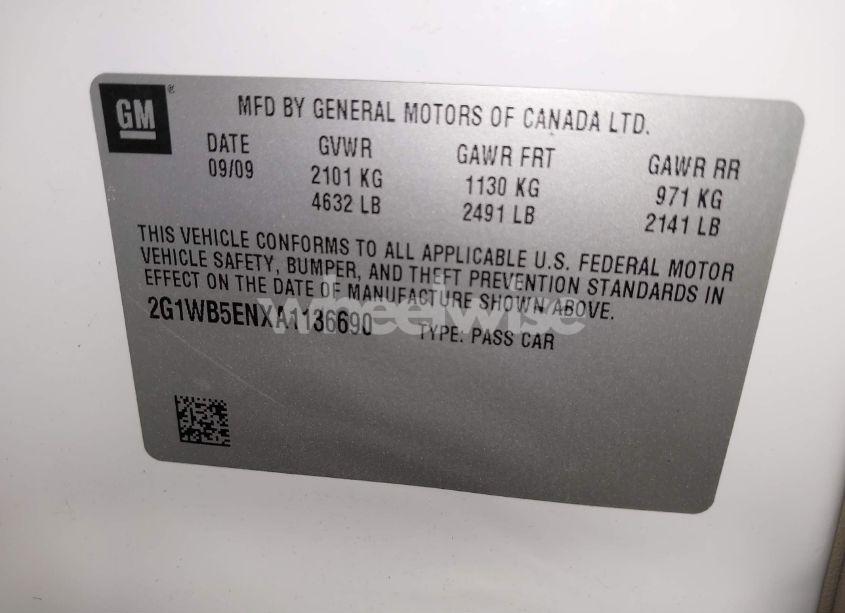 GM®
MFD BY GENERAL MOTORS OF CANADA LTD.
DATE GVWR GAWR FRT GAWR RR
09/09 2101 KG 1130 KG 971 KG
4632 LB 2491 LB 2141 LB
THIS VEHICLE CONFORMS TO ALL APPLICABLE U.S. FEDERAL MOTOR
VEHICLE SAFETY, BUMPER, AND THEFT PREVENTION STANDARDS IN
EFFECT ON THE DATE OF MANUFACTURE SHOWN ABOVE.
2G1WB5ENXA1136690 TYPE: PASS CAR
wheelwise